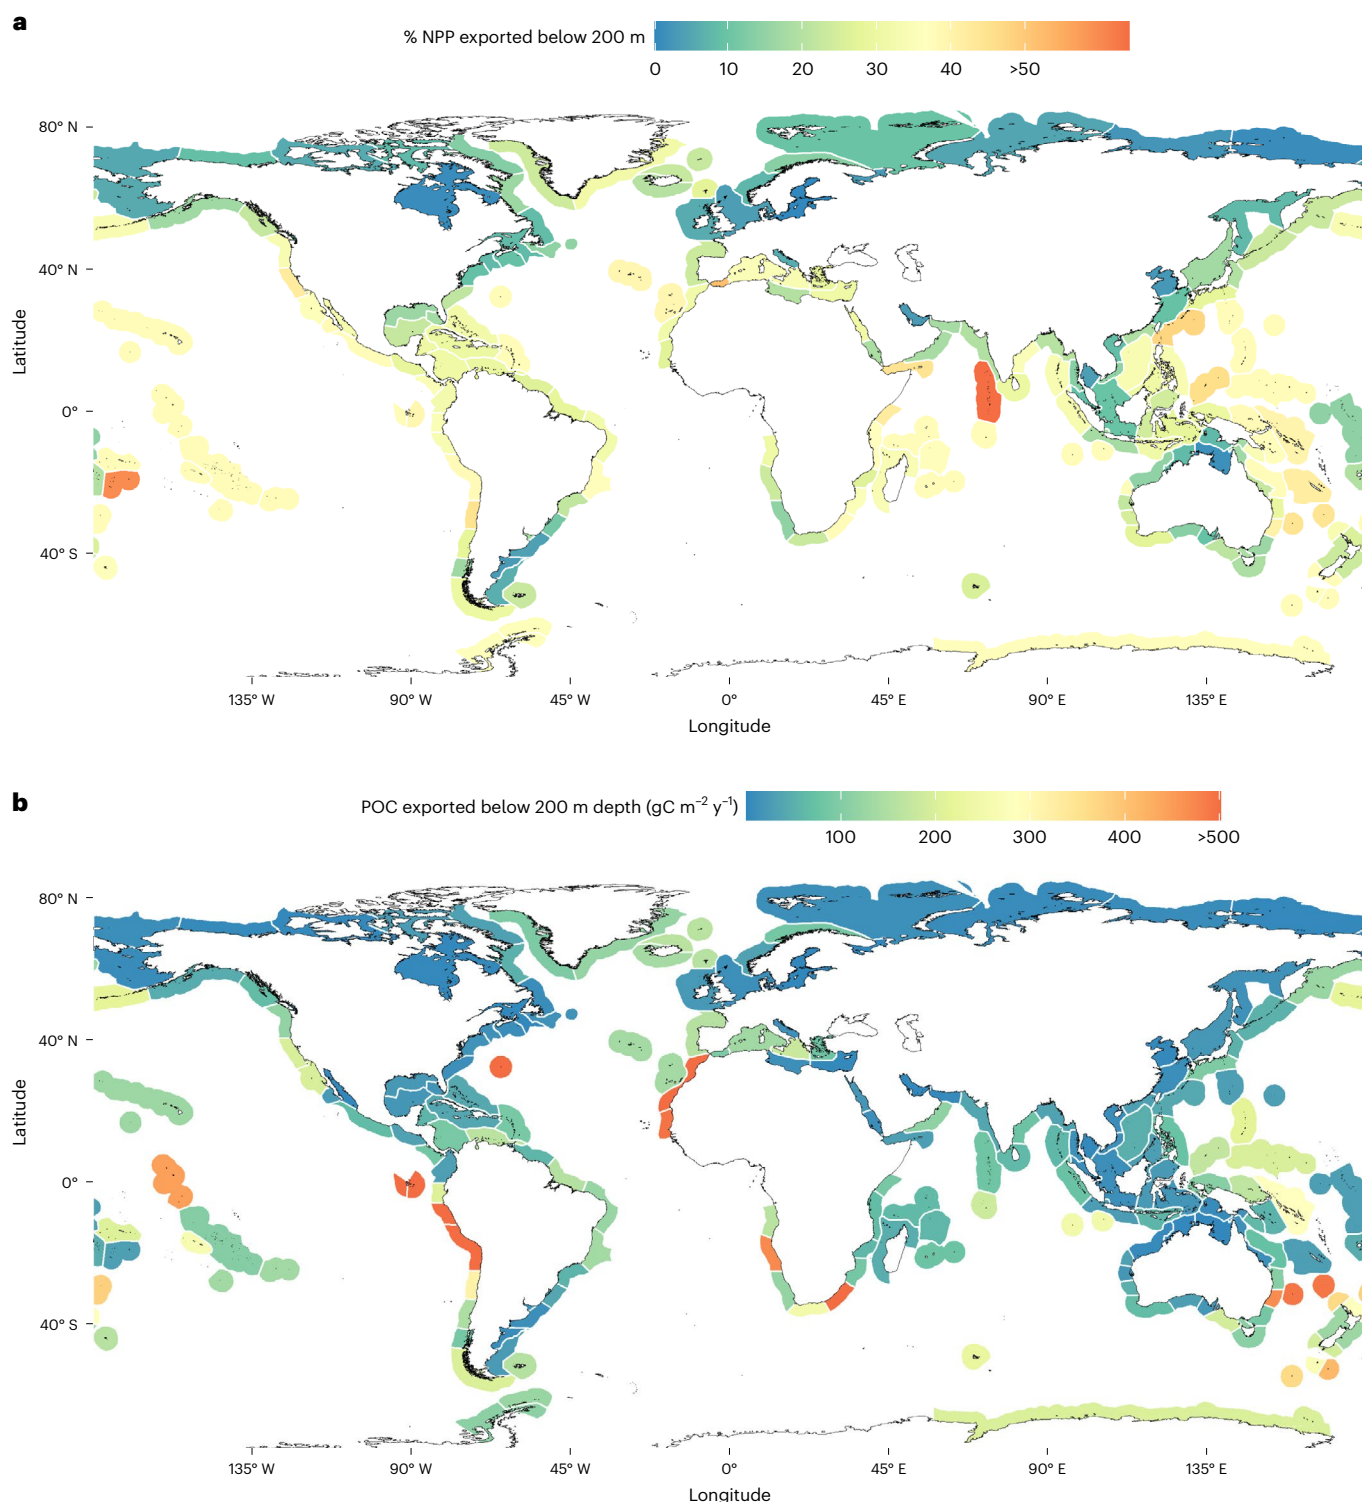 a
% NPP exported below 200 m
0 10 20 30 40 >50
80° N
40° N
0°
40° S
Latitude
135° W 90° W 45° W 0° 45° E 90° E 135° E
Longitude
b
POC exported below 200 m depth (gC m⁻² y⁻¹)
100 200 300 400 >500
80° N
40° N
0°
40° S
Latitude
135° W 90° W 45° W 0° 45° E 90° E 135° E
Longitude